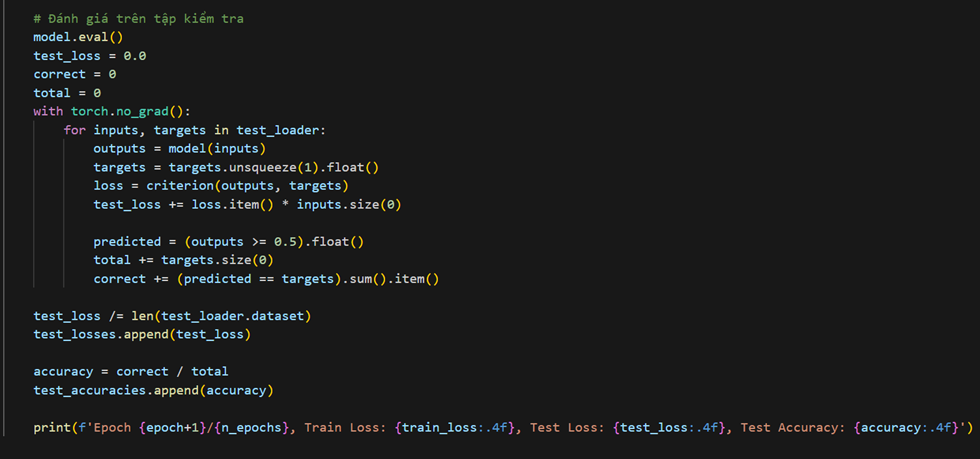 # Đánh giá trên tập kiểm tra
model.eval()
test_loss = 0.0
correct = 0
total = 0
with torch.no_grad():
    for inputs, targets in test_loader:
        outputs = model(inputs)
        targets = targets.unsqueeze(1).float()
        loss = criterion(outputs, targets)
        test_loss += loss.item() * inputs.size(0)

        predicted = (outputs >= 0.5).float()
        total += targets.size(0)
        correct += (predicted == targets).sum().item()

test_loss /= len(test_loader.dataset)
test_losses.append(test_loss)

accuracy = correct / total
test_accuracies.append(accuracy)

print(f'Epoch {epoch+1}/{n_epochs}, Train Loss: {train_loss:.4f}, Test Loss: {test_loss:.4f}, Test Accuracy: {accuracy:.4f}')